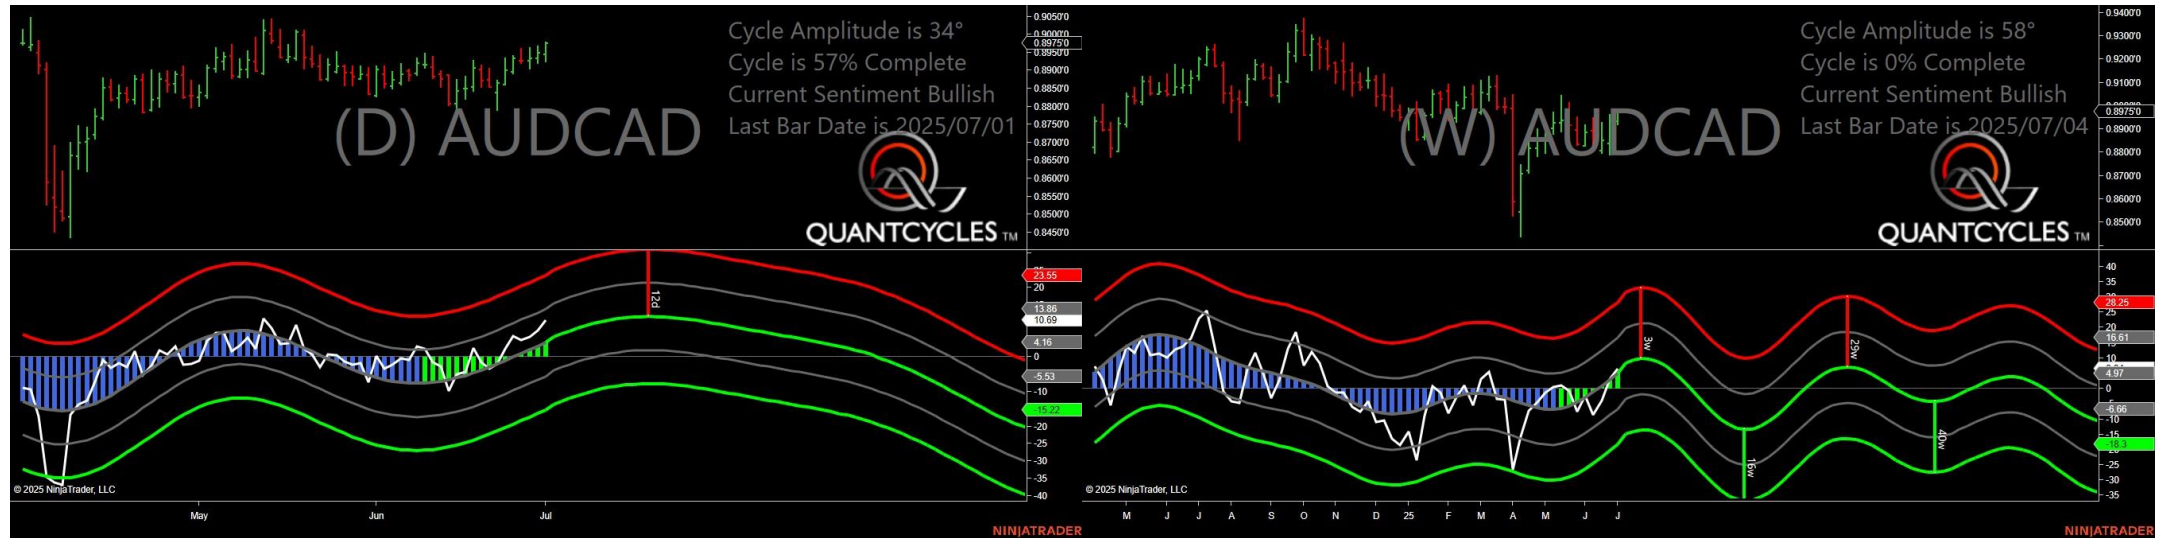 Cycle Amplitude is 34°
Cycle is 57% Complete
Current Sentiment Bullish
Last Bar Date is 2025/07/01
(D) AUDCAD
QUANTCYCLES TM
0.9050'0
0.9000'0
0.8975'0
0.8950'0
0.8900'0
0.8850'0
0.8800'0
0.8750'0
0.8700'0
0.8650'0
0.8600'0
0.8550'0
0.8500'0
0.8450'0
12d
23.55
20
13.86
10.69
4.16
0
-5.53
-10
-15.22
-20
-25
-30
-35
-40
© 2025 NinjaTrader, LLC
May
Jun
Jul
NINJATRADER
Cycle Amplitude is 58°
Cycle is 0% Complete
Current Sentiment Bullish
Last Bar Date is 2025/07/04
(W) AUDCAD
QUANTCYCLES TM
0.9400'0
0.9300'0
0.9200'0
0.9100'0
0.8975'0
0.8900'0
0.8800'0
0.8700'0
0.8600'0
0.8500'0
3w
16w
29w
40w
40
35
28.25
25
20
16.61
10
4.97
0
-6.66
-10
-15
-18.3
-25
-30
-35
© 2025 NinjaTrader, LLC
M
J
J
A
S
O
N
D
25
F
M
A
M
J
J
NINJATRADER